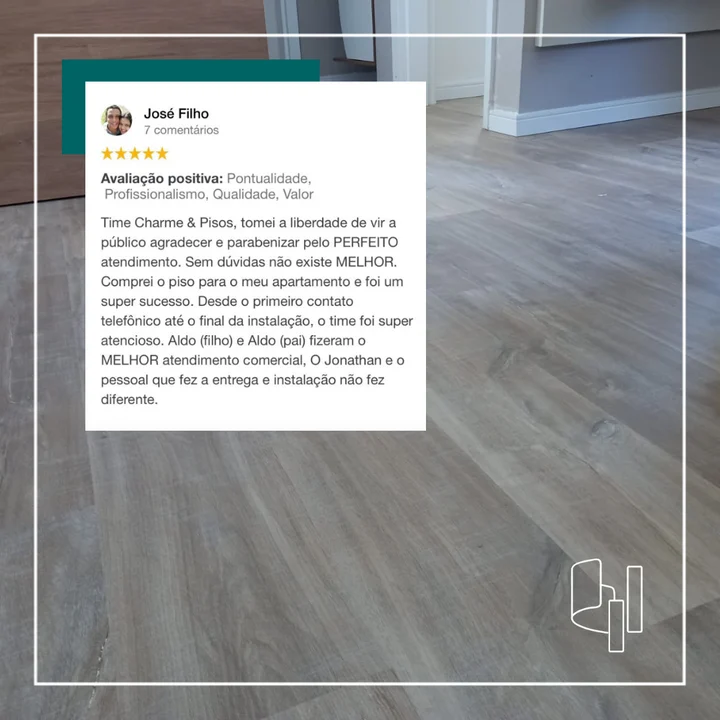 José Filho
7 comentários
Avaliação positiva: Pontualidade,
Profissionalismo, Qualidade, Valor
Time Charme & Pisos, tomei a liberdade de vir a
público agradecer e parabenizar pelo PERFEITO
atendimento. Sem dúvidas não existe MELHOR.
Comprei o piso para o meu apartamento e foi um
super sucesso. Desde o primeiro contato
telefônico até o final da instalação, o time foi super
atencioso. Aldo (filho) e Aldo (pai) fizeram o
MELHOR atendimento comercial, O Jonathan e o
pessoal que fez a entrega e instalação não fez
diferente.